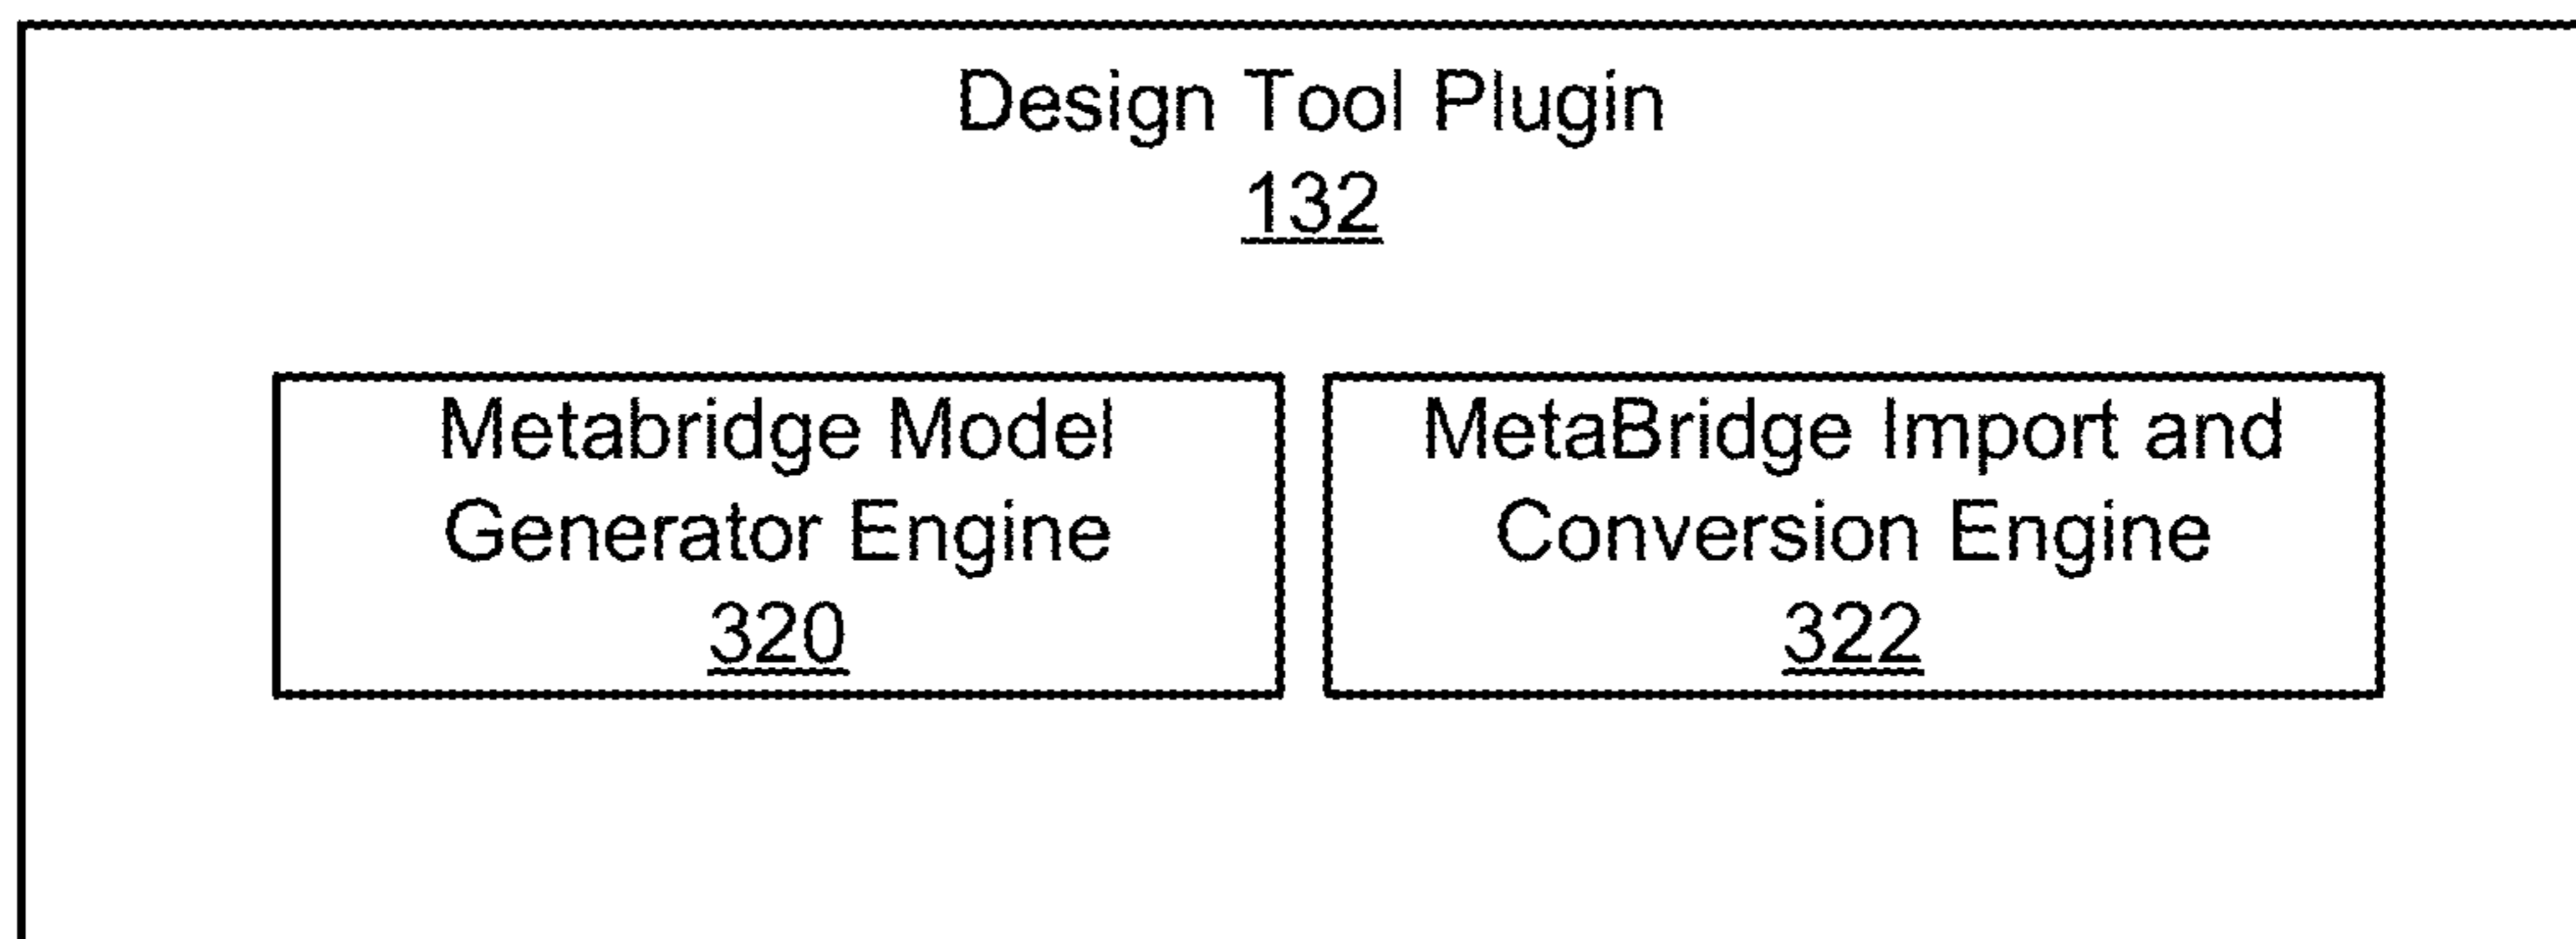 Design Tool Plugin
132
Metabridge Model
Generator Engine
320
MetaBridge Import and
Conversion Engine
322